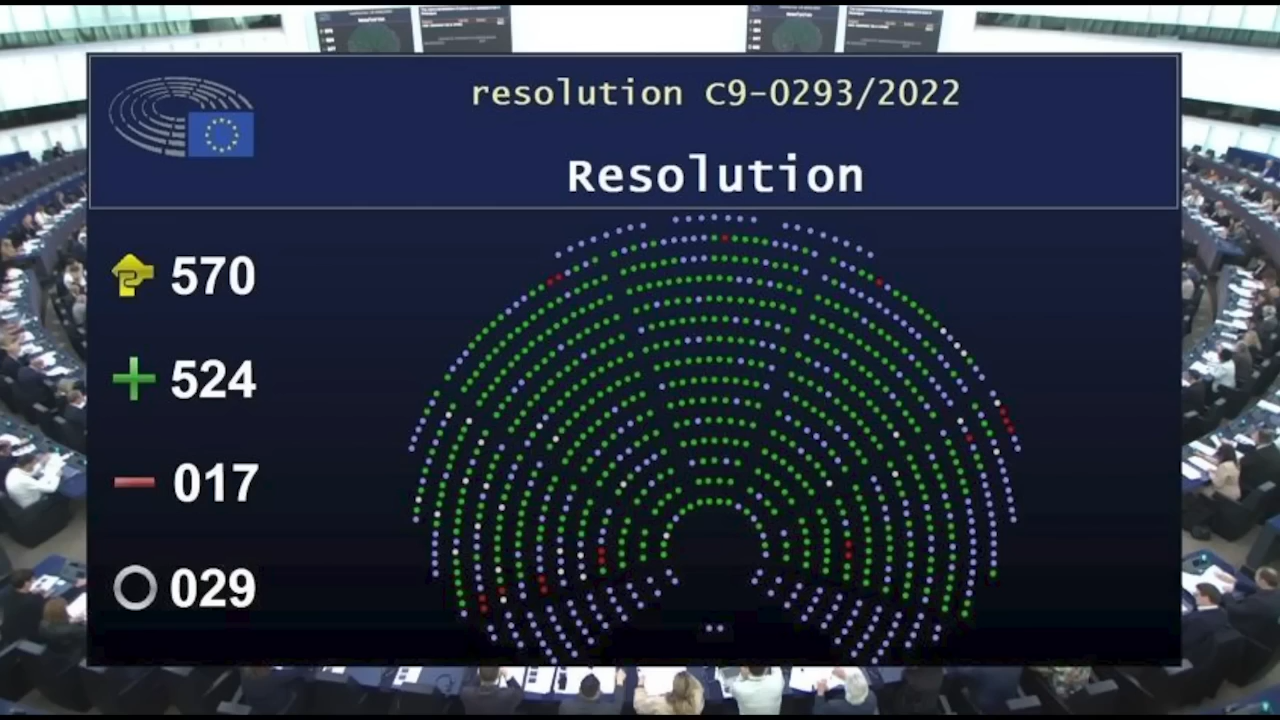 resolution C9-0293/2022
Resolution
570
524
017
029